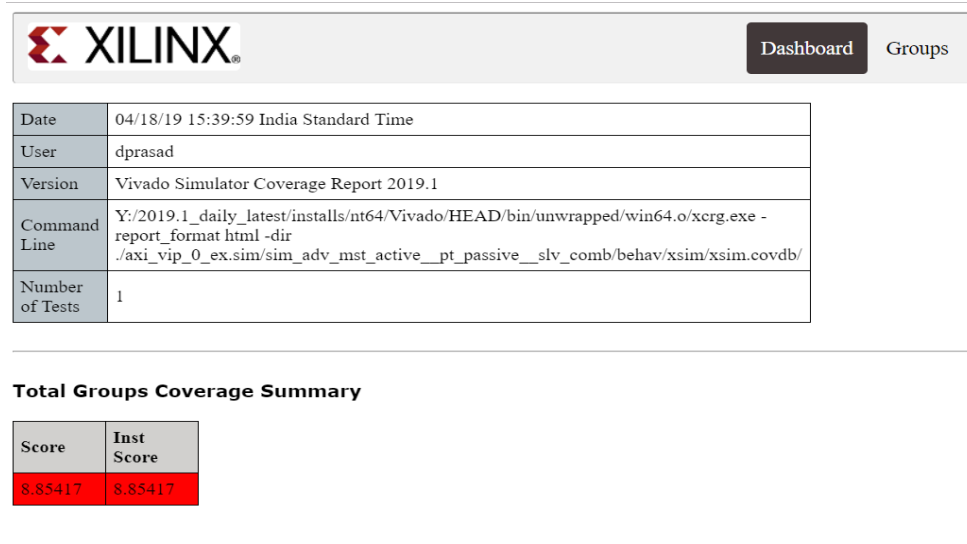 XILINX®
Dashboard Groups
Date 04/18/19 15:39:59 India Standard Time
User dprasad
Version Vivado Simulator Coverage Report 2019.1
Command Line Y:/2019.1_daily_latest/installs/nt64/Vivado/HEAD/bin/unwrapped/win64.o/xcrg.exe -
report_format html -dir
./axi_vip_0_ex.sim/sim_adv_mst_active__pt_passive__slv_comb/behav/xsim/xsim.covdb/
Number
of Tests 1
Total Groups Coverage Summary
Score Inst
Score
8.85417 8.85417